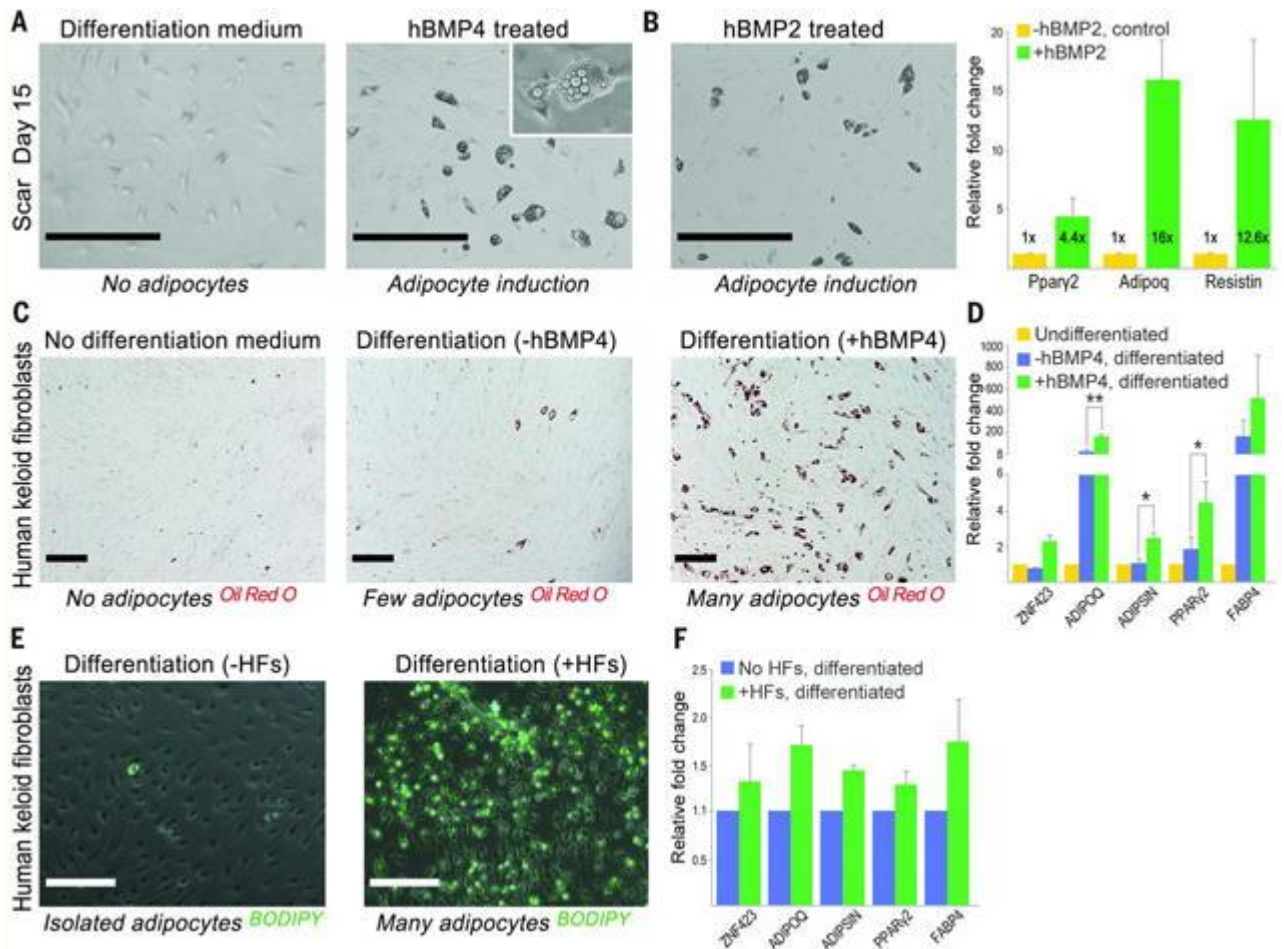 A
Differentiation medium
hBMP4 treated
Scar Day 15
No adipocytes
Adipocyte induction
B
hBMP2 treated
Adipocyte induction
-hBMP2, control
+hBMP2
Relative fold change
20
15
10
5
1x 4.4x 1x 16x 1x 12.6x
Pparγ2 Adipoq Resistin
C
No differentiation medium
Differentiation (-hBMP4)
Differentiation (+hBMP4)
Human keloid fibroblasts
No adipocytes Oil Red O
Few adipocytes Oil Red O
Many adipocytes Oil Red O
D
Undifferentiated
-hBMP4, differentiated
+hBMP4, differentiated
Relative fold change
1000
800
600
400
200
8
Relative fold change
6
4
2
**
*
*
ZNF423 ADIPOQ ADIPSIN PPARγ2 FABP4
E
Differentiation (-HFs)
Differentiation (+HFs)
Human keloid fibroblasts
Isolated adipocytes BODIPY
Many adipocytes BODIPY
F
No HFs, differentiated
+HFs, differentiated
Relative fold change
2.5
2.0
1.5
1.1
0.5
ZNF423 ADIPOQ ADIPSIN PPARγ2 FABP4